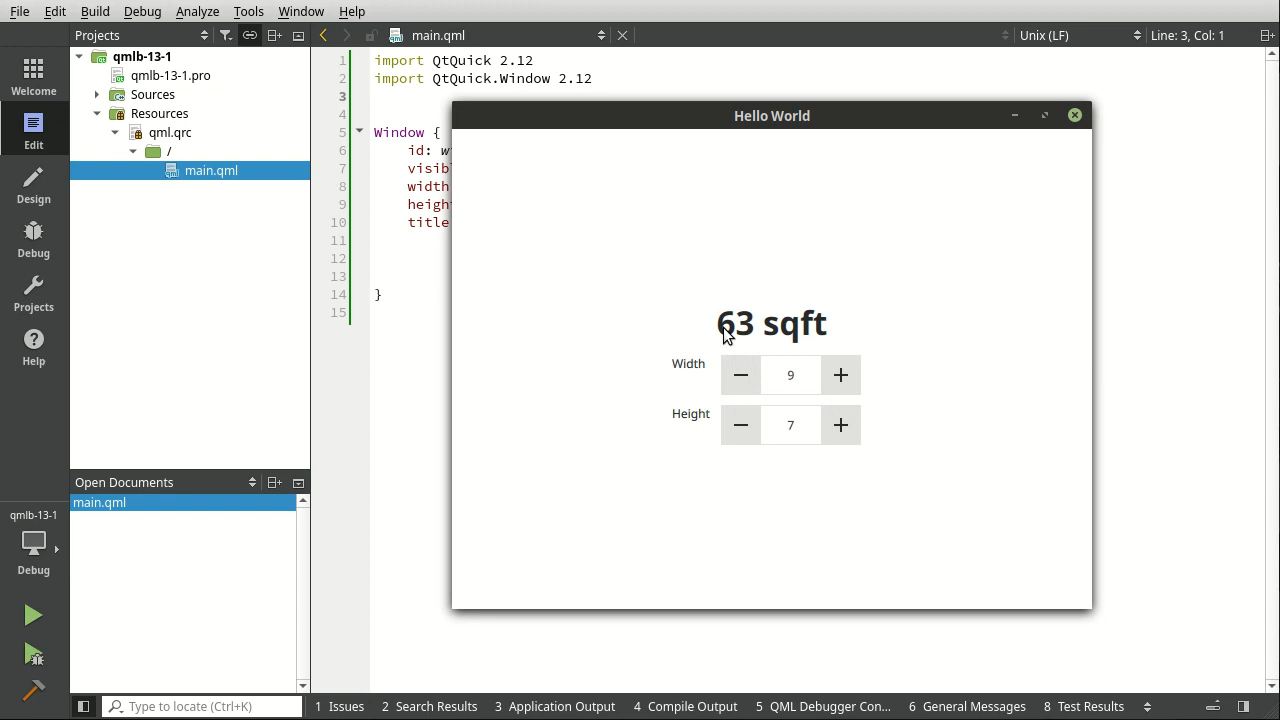 File Edit Build Debug Analyze Tools Window Help
Projects
main.qml
Unix (LF)
Line: 3, Col: 1
Welcome
Edit
Design
Debug
Projects
Help
qmlb-13-1
Debug
qmlb-13-1
qmlb-13-1.pro
Sources
Resources
qml.qrc
/
main.qml
Open Documents
main.qml
1 import QtQuick 2.12
2 import QtQuick.Window 2.12
3
4
5 Window {
6 id:
7
8 width
9
10 title
11
12
13
14 }
15
Hello World
63 sqft
Width
− 9 +
Height
− 7 +
Type to locate (Ctrl+K)
1 Issues 2 Search Results 3 Application Output 4 Compile Output 5 QML Debugger Con... 6 General Messages 8 Test Results